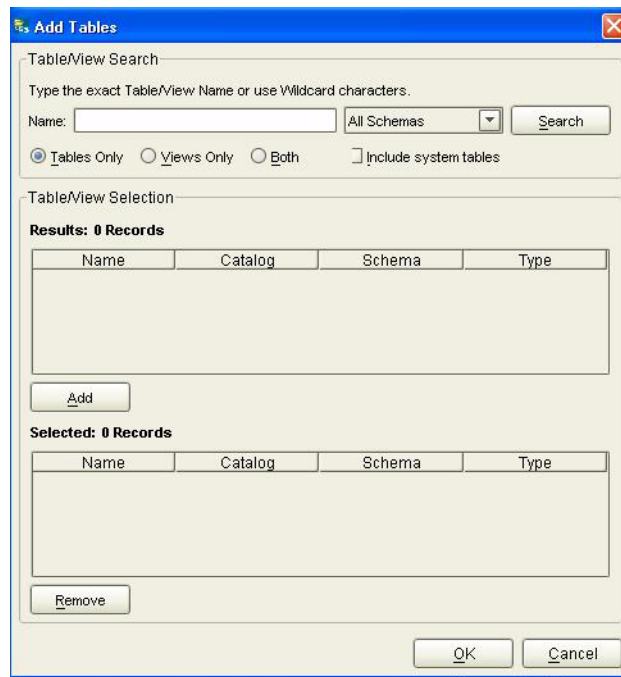 Add Tables
Table/View Search
Type the exact Table/View Name or use Wildcard characters.
Name: All Schemas Search
Tables Only Views Only Both Include system tables
Table/View Selection
Results: 0 Records
Name Catalog Schema Type
Add
Selected: 0 Records
Name Catalog Schema Type
Remove
OK Cancel